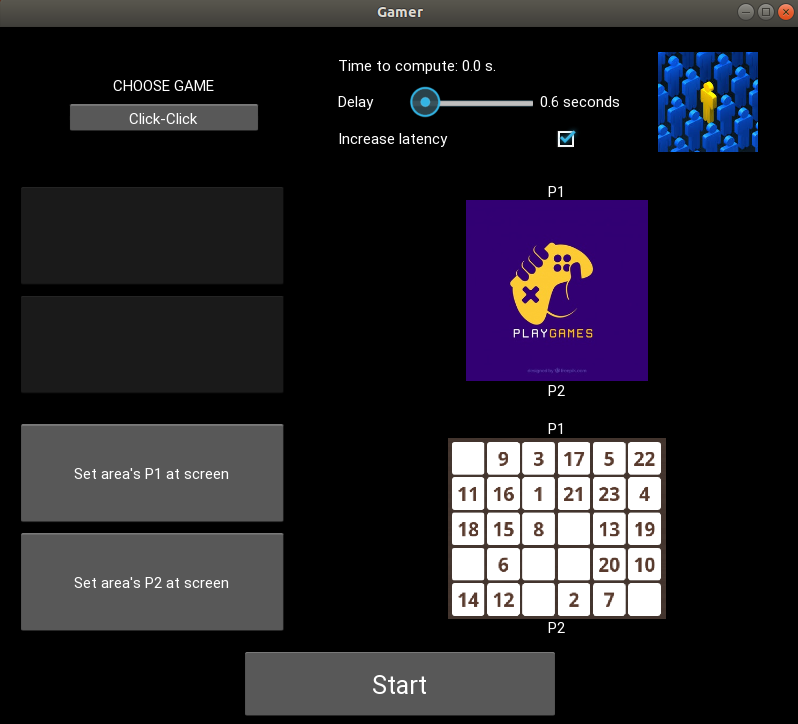 Gamer
CHOOSE GAME
Click-Click
Time to compute: 0.0 s.
Delay 0.6 seconds
Increase latency
P1
PLAYGAMES
P2
Set area's P1 at screen
Set area's P2 at screen
P1
9 3 17 5 22
11 16 1 21 23 4
18 15 8 13 19
6 20 10
14 12 2 7
P2
Start